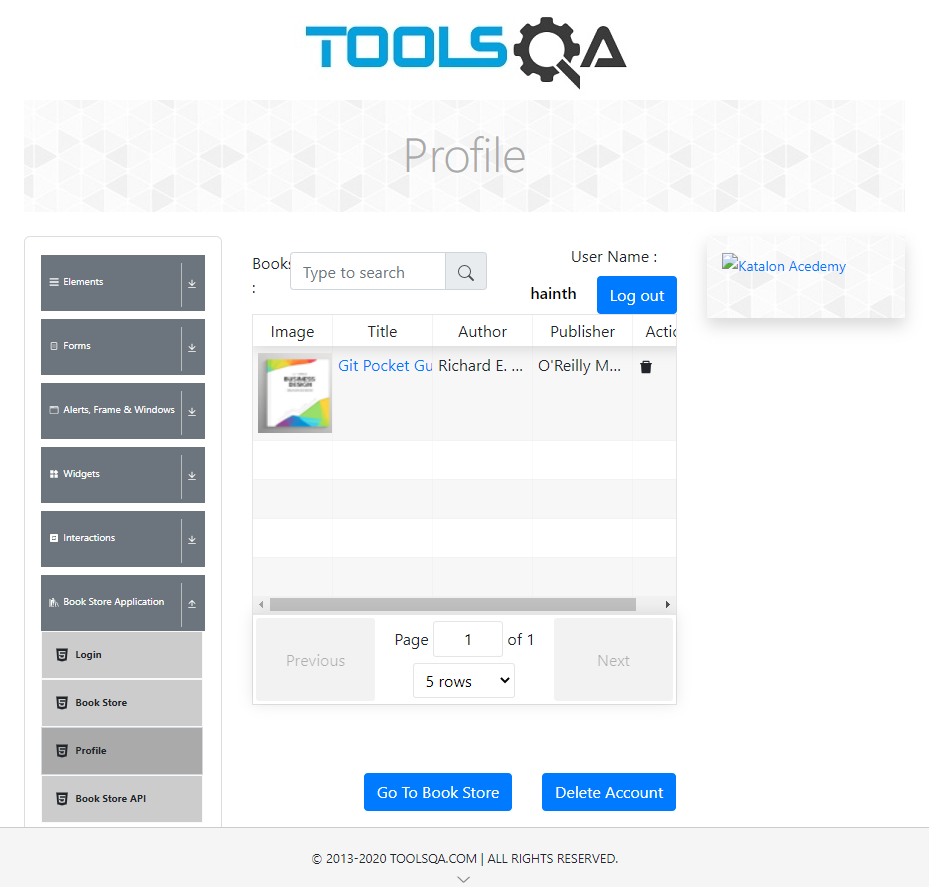 TOOLSQA
Profile
Elements
Forms
Alerts, Frame & Windows
Widgets
Interactions
Book Store Application
Login
Book Store
Profile
Book Store API
Books
:
Type to search
User Name :
hainth
Log out
Image Title Author Publisher Actic
BUSINESS
DESIGN
Git Pocket Gu Richard E. ... O'Reilly M...
Previous
Page 1 of 1
5 rows
Next
Go To Book Store
Delete Account
Katalon Acedemy
© 2013-2020 TOOLSQA.COM | ALL RIGHTS RESERVED.